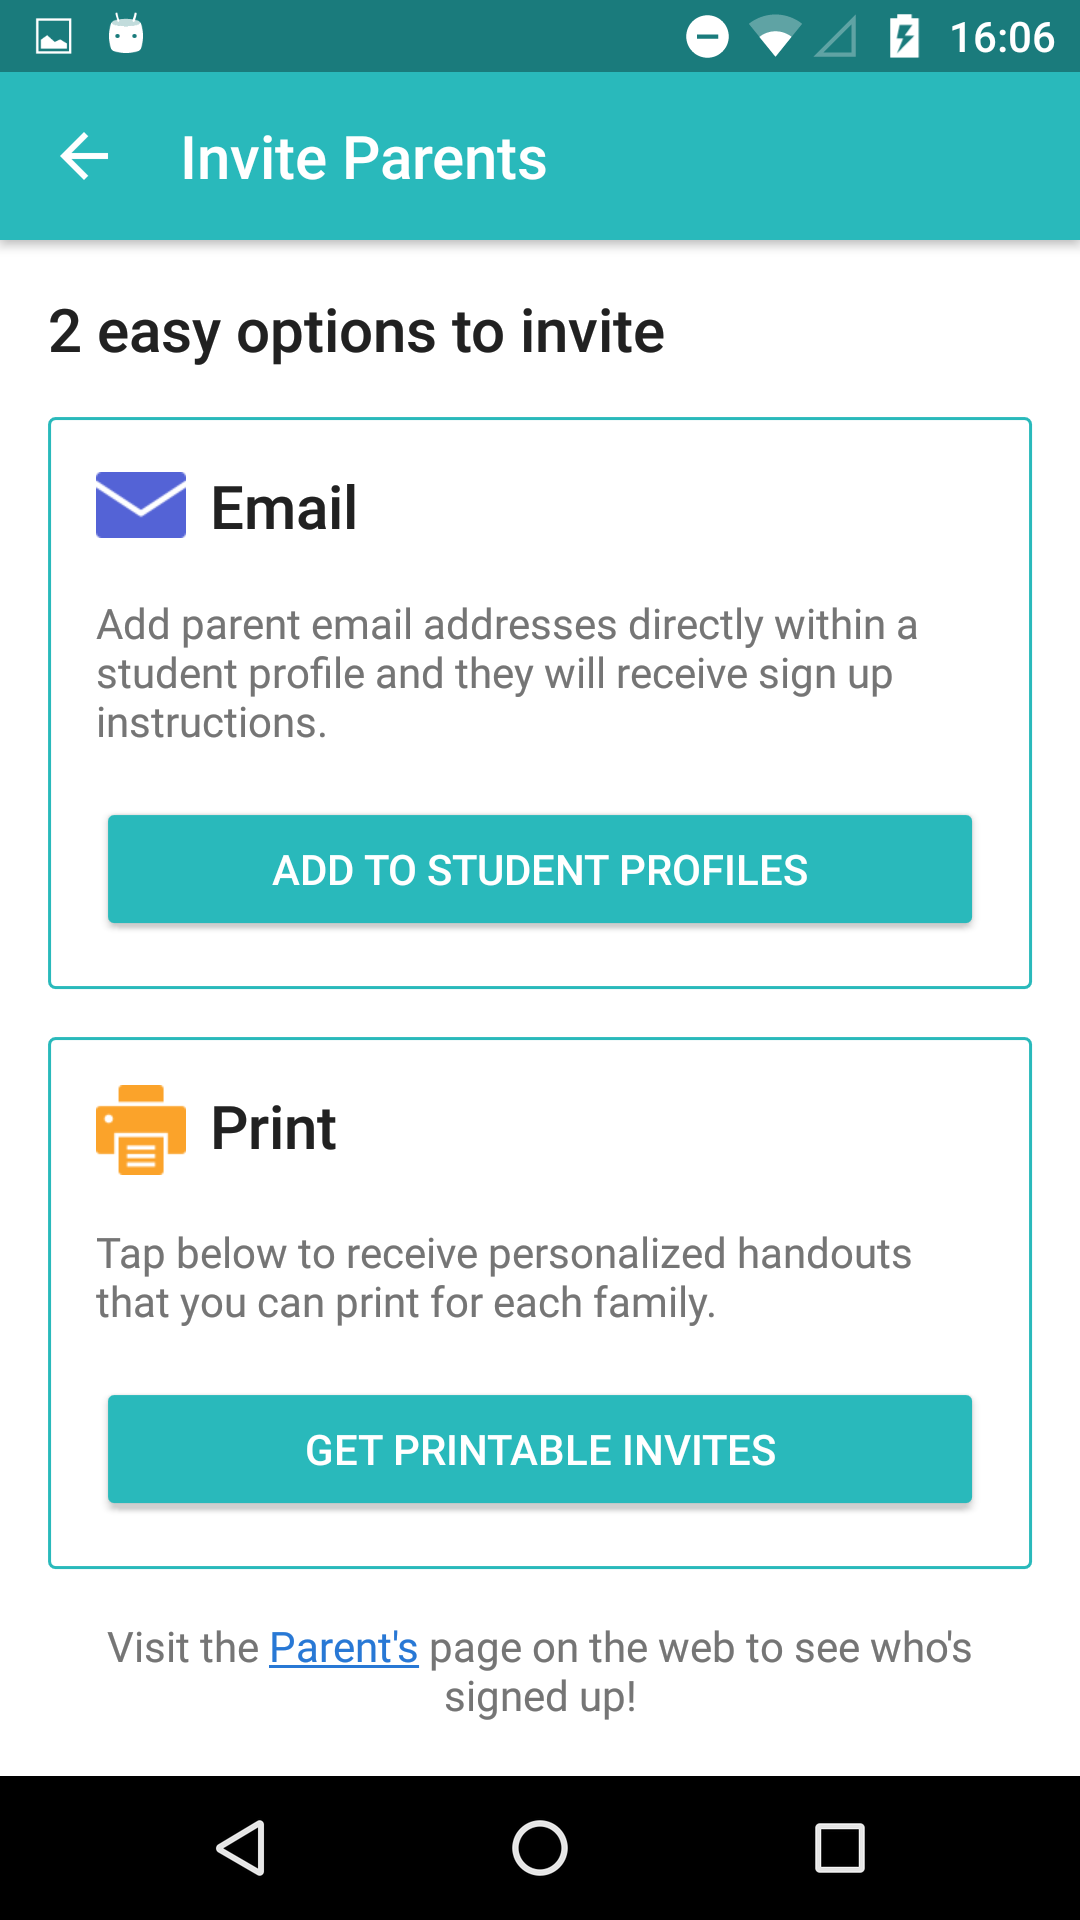 16:06
Invite Parents
2 easy options to invite
Email
Add parent email addresses directly within a
student profile and they will receive sign up
instructions.
ADD TO STUDENT PROFILES
Print
Tap below to receive personalized handouts
that you can print for each family.
GET PRINTABLE INVITES
Visit the Parent's page on the web to see who's
signed up!